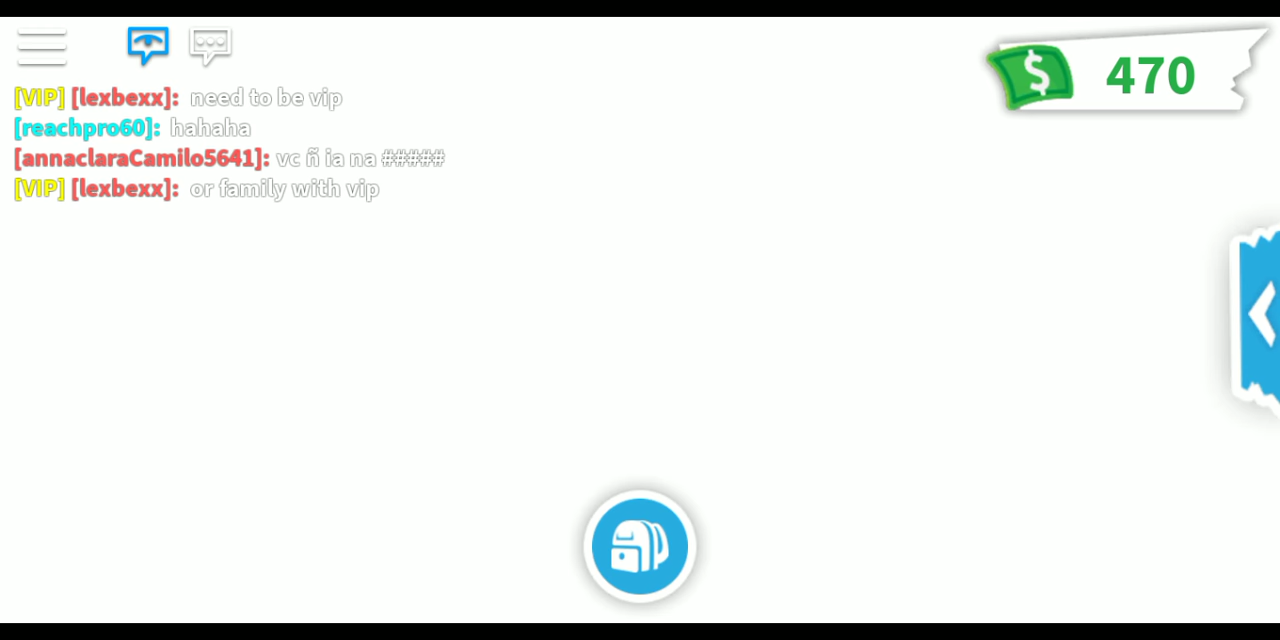 [VIP] [lexbexx]: need to be vip
[reachpro60]: hahaha
[annaclaraCamilo5641]: vc ñ ia na #####
[VIP] [lexbexx]: or family with vip
$ 470